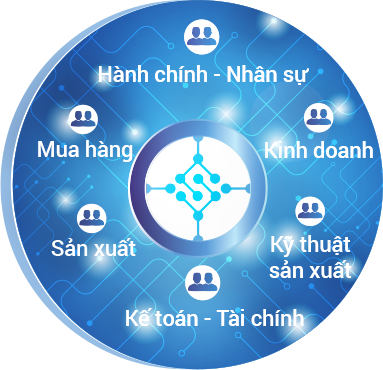 Hành chính - Nhân sự
Mua hàng
Kinh doanh
Sản xuất
Kỹ thuật
sản xuất
Kế toán - Tài chính